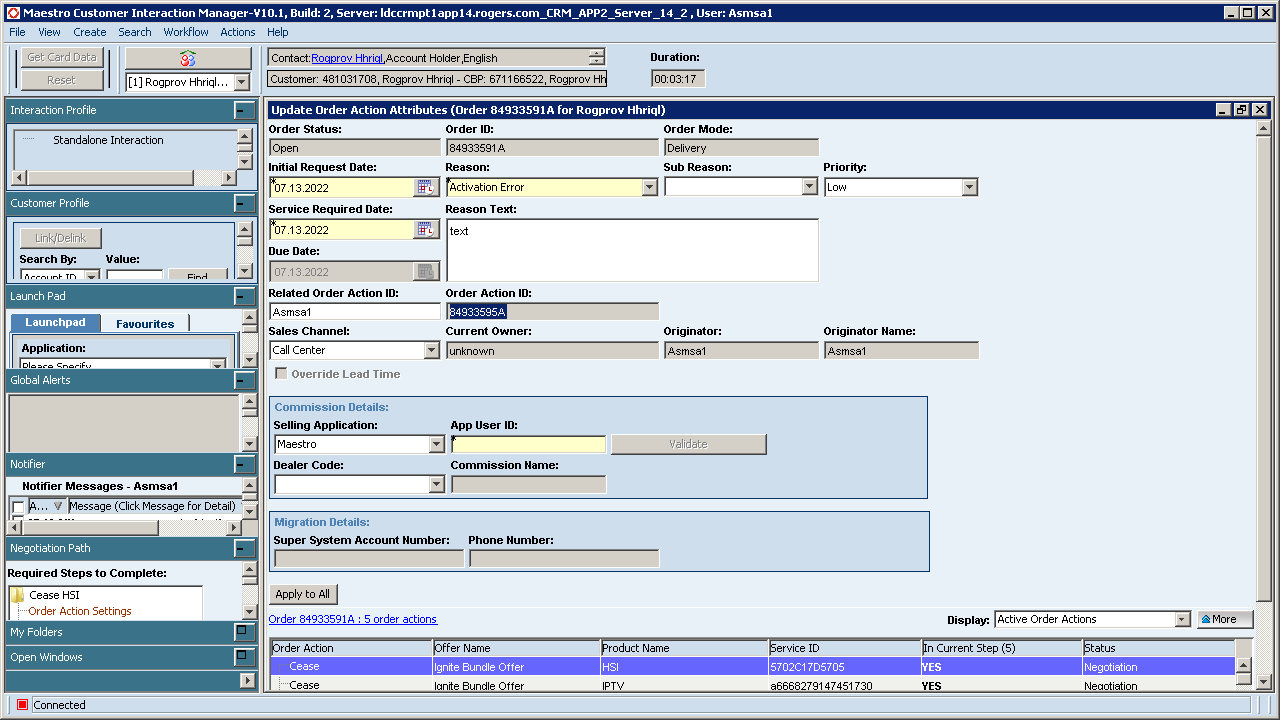 Maestro Customer Interaction Manager-V10.1, Build: 2, Server: ldccrmpt1app14.rogers.com_CRM_APP2_Server_14_2 , User: Asmsa1
File View Create Search Workflow Actions Help
Get Card Data
Reset
[1] Rogprov Hhriql...
Contact:Rogprov Hhriql,Account Holder,English
Customer: 481031708, Rogprov Hhriql - CBP: 671166522, Rogprov Hh
Duration:
00:03:17
Interaction Profile
Standalone Interaction
Customer Profile
Link/Delink
Search By: Value:
Account ID Find
Launch Pad
Launchpad Favourites
Application:
Please Specify
Global Alerts
Notifier
Notifier Messages - Asmsa1
A... Message (Click Message for Detail)
Negotiation Path
Required Steps to Complete:
Cease HSI
Order Action Settings
My Folders
Open Windows
Update Order Action Attributes (Order 84933591A for Rogprov Hhriql)
Order Status: Order ID: Order Mode:
Open 84933591A Delivery
Initial Request Date: Reason: Sub Reason: Priority:
*07.13.2022 *Activation Error Low
Service Required Date: Reason Text:
*07.13.2022 text
Due Date:
07.13.2022
Related Order Action ID: Order Action ID:
Asmsa1 84933595A
Sales Channel: Current Owner: Originator: Originator Name:
Call Center unknown Asmsa1 Asmsa1
Override Lead Time
Commission Details:
Selling Application: App User ID:
Maestro * Validate
Dealer Code: Commission Name:
Migration Details:
Super System Account Number: Phone Number:
Apply to All
Order 84933591A : 5 order actions Display: Active Order Actions More
Order Action Offer Name Product Name Service ID In Current Step (5) Status
Cease Ignite Bundle Offer HSI 5702C17D5705 YES Negotiation
Cease Ignite Bundle Offer IPTV a6668279147451730 YES Negotiation
Connected